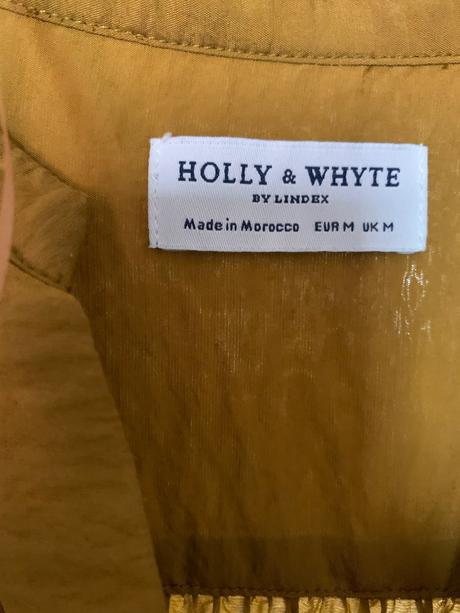 HOLLY & WHYTE
BY LINDEX
Made in Morocco EUR M UK M